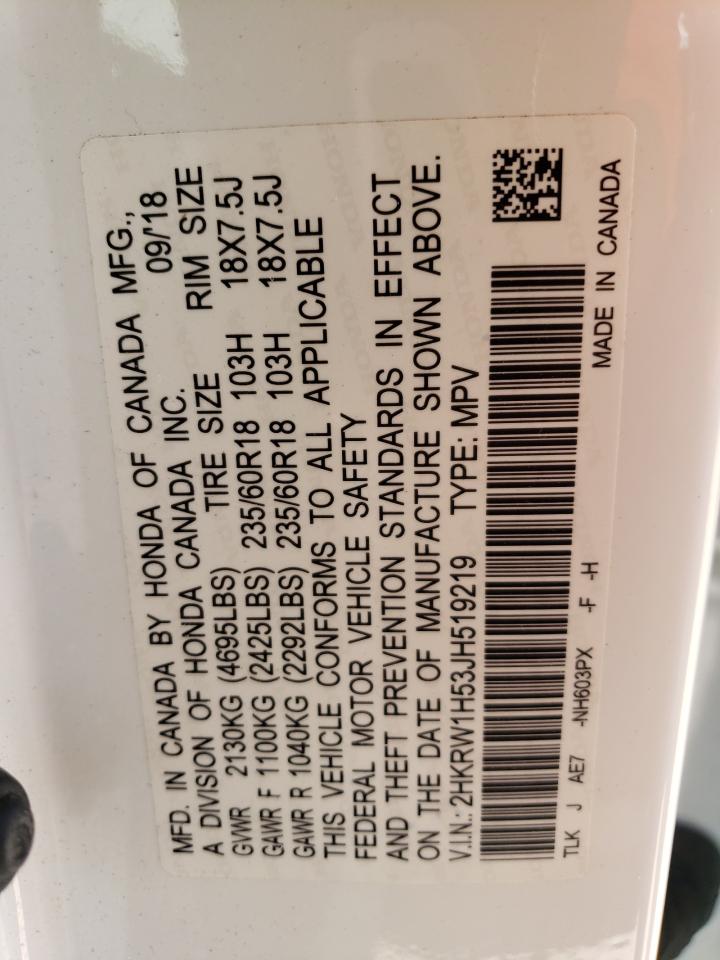 MFD. IN CANADA BY HONDA OF CANADA MFG.,
A DIVISION OF HONDA CANADA INC. 09/'18
GVWR 2130KG (4695LBS) TIRE SIZE RIM SIZE
GAWR F 1100KG (2425LBS) 235/60R18 103H 18X7.5J
GAWR R 1040KG (2292LBS) 235/60R18 103H 18X7.5J
THIS VEHICLE CONFORMS TO ALL APPLICABLE
FEDERAL MOTOR VEHICLE SAFETY
AND THEFT PREVENTION STANDARDS IN EFFECT
ON THE DATE OF MANUFACTURE SHOWN ABOVE.
V.I.N.: 2HKRW1H53JH519219 TYPE: MPV
TLK J AE7 -NH603PX -F -H MADE IN CANADA